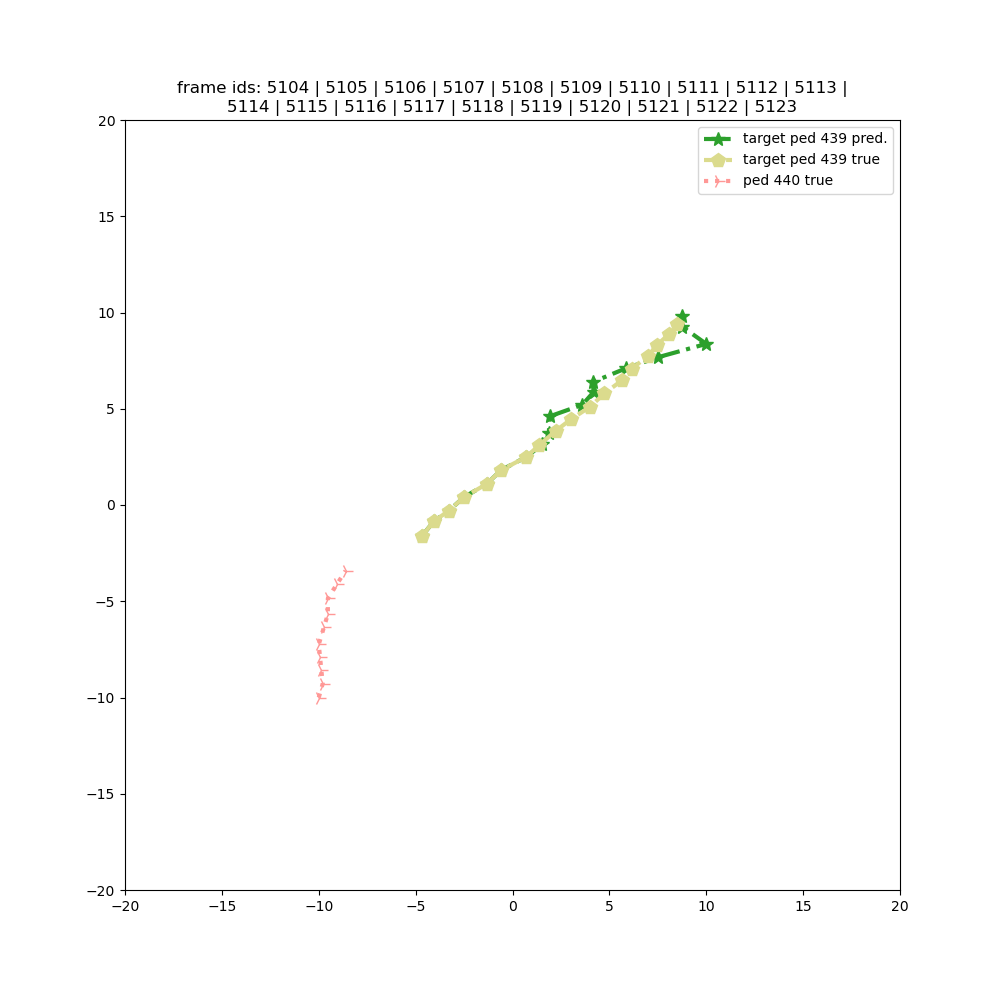 frame ids: 5104 | 5105 | 5106 | 5107 | 5108 | 5109 | 5110 | 5111 | 5112 | 5113 |
5114 | 5115 | 5116 | 5117 | 5118 | 5119 | 5120 | 5121 | 5122 | 5123
target ped 439 pred.
target ped 439 true
ped 440 true
20
15
10
5
0
−5
−10
−15
−20
−20 −15 −10 −5 0 5 10 15 20